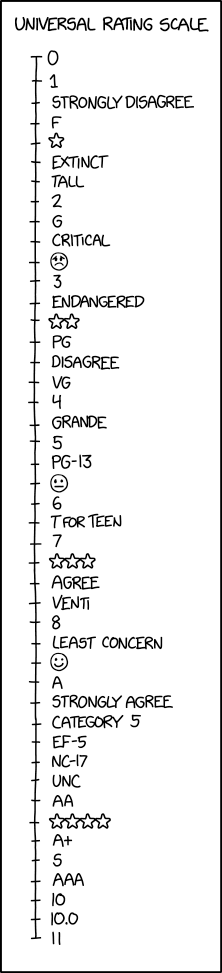 UNIVERSAL RATING SCALE
0
1
STRONGLY DISAGREE
F
☆
EXTINCT
TALL
2
G
CRITICAL
☹
3
ENDANGERED
☆☆
PG
DISAGREE
VG
4
GRANDE
5
PG-13
😐
6
T FOR TEEN
7
☆☆☆
AGREE
VENTI
8
LEAST CONCERN
☺
A
STRONGLY AGREE
CATEGORY 5
EF-5
NC-17
UNC
AA
☆☆☆☆
A+
S
AAA
10
10.0
11